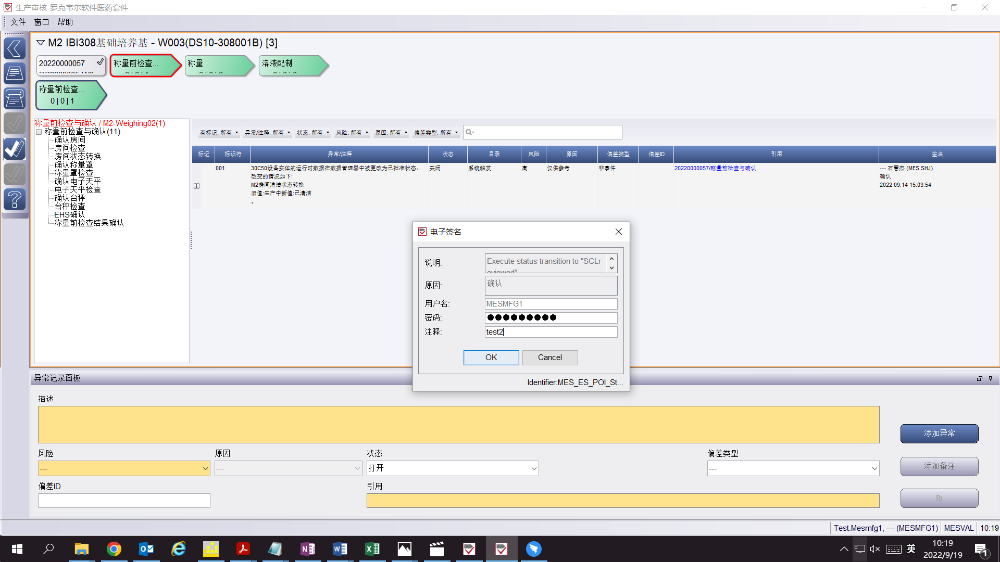 生产审核-罗克韦尔软件医药套件
文件 窗口 帮助
M2 IBI308基础培养基 - W003(DS10-308001B) [3]
20220000057
称量前检查...
称量
溶液配制
称量前检查...
0 | 0 | 1
称量前检查与确认 / M2-Weighing02(1)
称量前检查与确认(11)
确认房间
房间检查
房间状态转换
确认称量罩
称量罩检查
确认电子天平
电子天平检查
确认台秤
台秤检查
EHS确认
称量前检查结果确认
有标记: 所有 异常/注释: 所有 状态: 所有 风险: 所有 原因: 所有 偏差类型: 所有
标记 标识符 异常/注释 状态 目录 风险 原因 偏差类型 偏差ID 引用 签名
001 30C50设备实体的运行时数据在数据管理器中被更改为已批准状态。 关闭 系统触发 高 仅供参考 非事件 20220000057/称量前检查与确认 --- 石慧杰 (MES.SHJ)
改变的情况如下: 确认
M2房间清洁状态转换 2022.09.14 15:03:54
旧值:生产中新值:已清洁
。
电子签名
说明: Execute status transition to "SCLr
eviewed"
原因: 确认
用户名: MESMFG1
密码: ●●●●●●●●●
注释: test2
OK Cancel
Identifier:MES_ES_POI_St...
异常记录面板
描述
添加异常
风险 原因 状态 偏差类型
--- --- 打开 ---
添加备注
偏差ID 引用
Test.Mesmfg1, --- (MESMFG1) MESVAL 10:19
英 10:19
2022/9/19
1